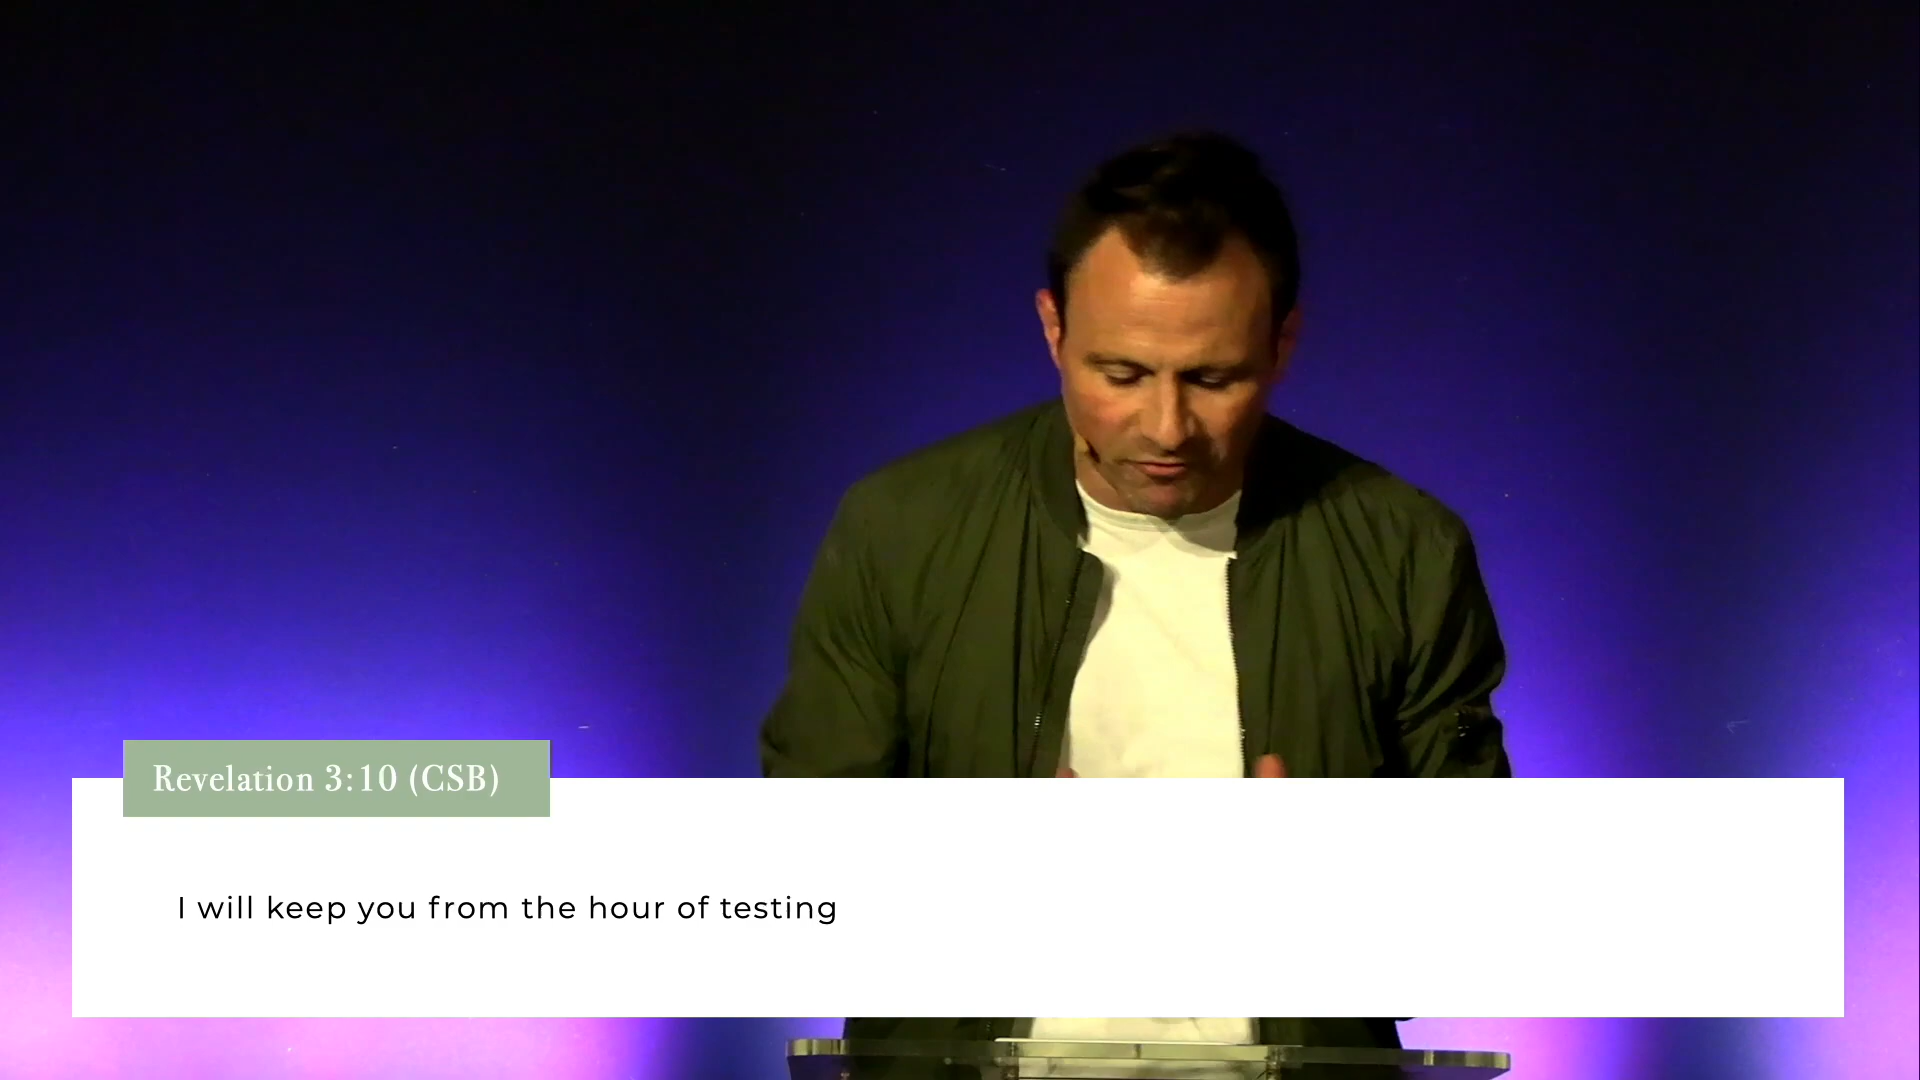 Revelation 3:10 (CSB)
I will keep you from the hour of testing